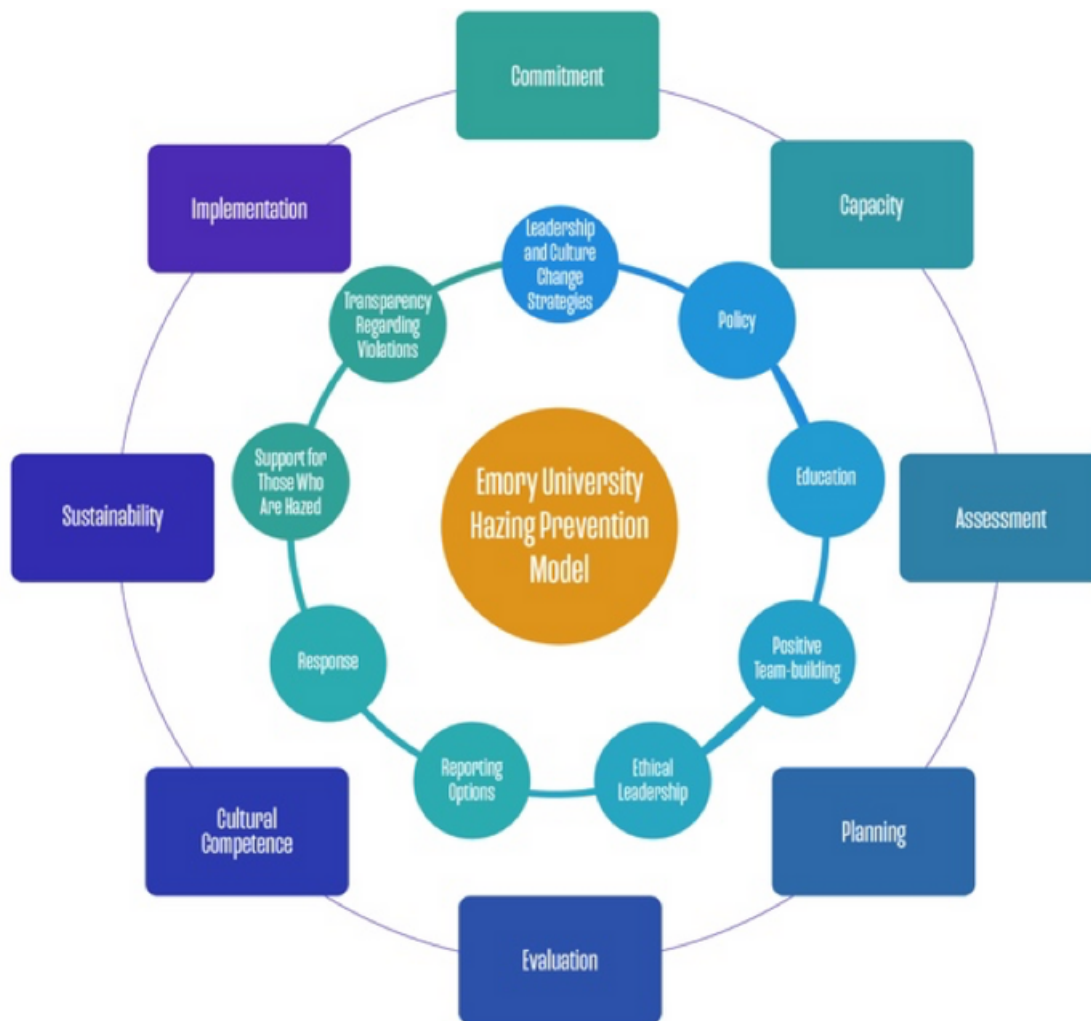 Commitment
Capacity
Assessment
Planning
Evaluation
Cultural
Competence
Sustainability
Implementation
Leadership
and Culture
Change
Strategies
Policy
Education
Positive
Team-building
Ethical
Leadership
Reporting
Options
Response
Support for
Those Who
Are Hazed
Transparency
Regarding
Violations
Emory University
Hazing Prevention
Model